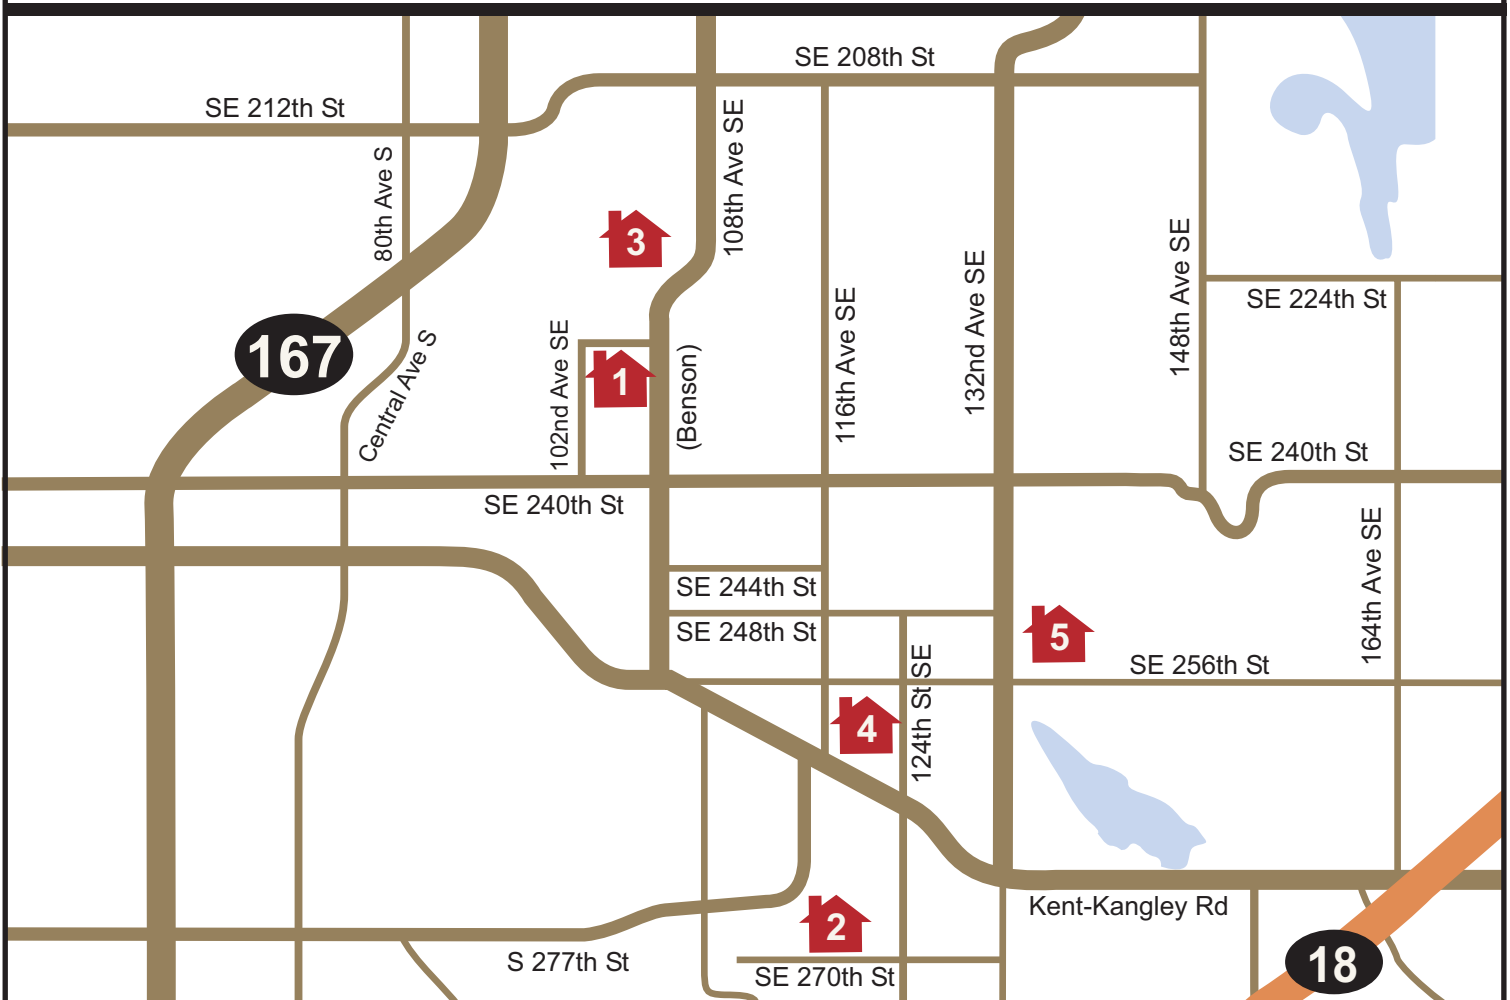 SE 208th St
SE 212th St
80th Ave S
108th Ave SE
3
148th Ave SE
132nd Ave SE
SE 224th St
116th Ave SE
167
Central Ave S
102nd Ave SE
1
(Benson)
SE 240th St
SE 240th St
164th Ave SE
SE 244th St
SE 248th St
5
SE 256th St
124th St SE
4
Kent-Kangley Rd
2
S 277th St
SE 270th St
18